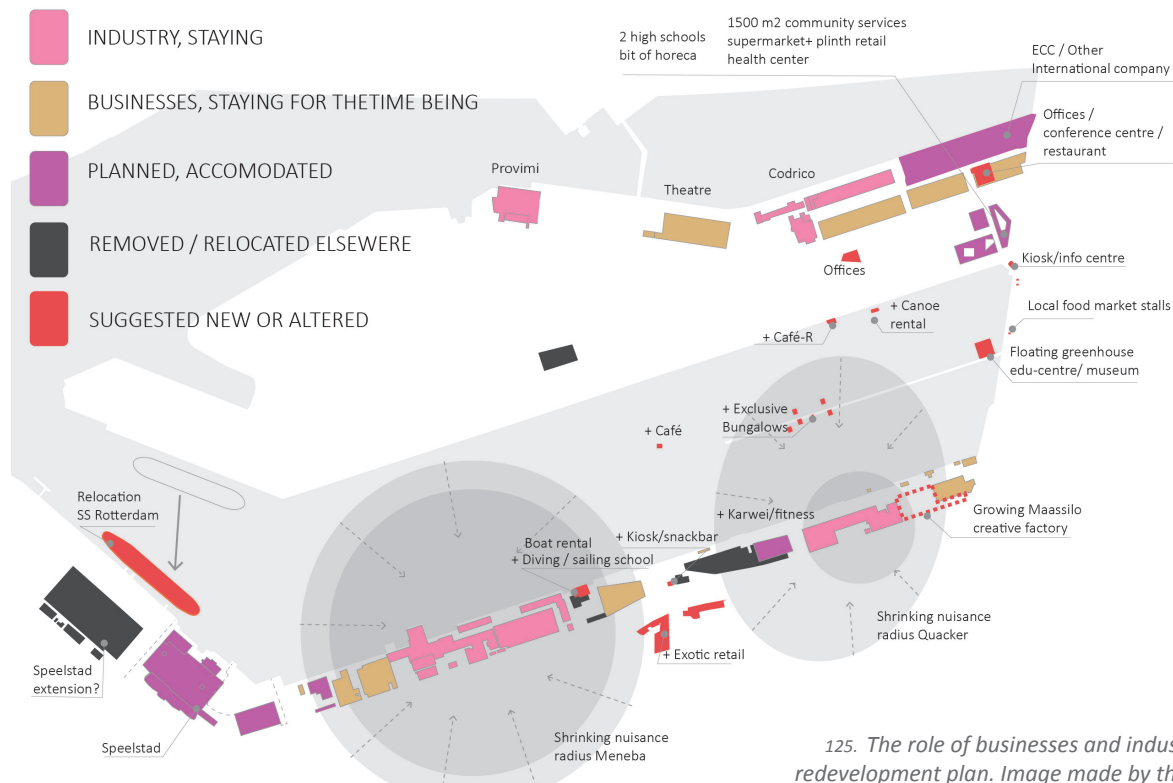 INDUSTRY, STAYING
BUSINESSES, STAYING FOR THETIME BEING
PLANNED, ACCOMODATED
REMOVED / RELOCATED ELSEWERE
SUGGESTED NEW OR ALTERED
2 high schools
bit of horeca
1500 m2 community services
supermarket+ plinth retail
health center
ECC / Other
International company
Offices /
conference centre /
restaurant
Provimi
Theatre
Codrico
Offices
Kiosk/info centre
+ Canoe
rental
+ Café-R
Local food market stalls
Floating greenhouse
edu-centre/ museum
+ Exclusive
Bungalows
+ Café
Relocation
SS Rotterdam
+ Karwei/fitness
+ Kiosk/snackbar
Boat rental
+ Diving / sailing school
Growing Maassilo
creative factory
Shrinking nuisance
radius Quacker
+ Exotic retail
Speelstad
extension?
Speelstad
Shrinking nuisance
radius Meneba
125. The role of businesses and indus
redevelopment plan. Image made by th